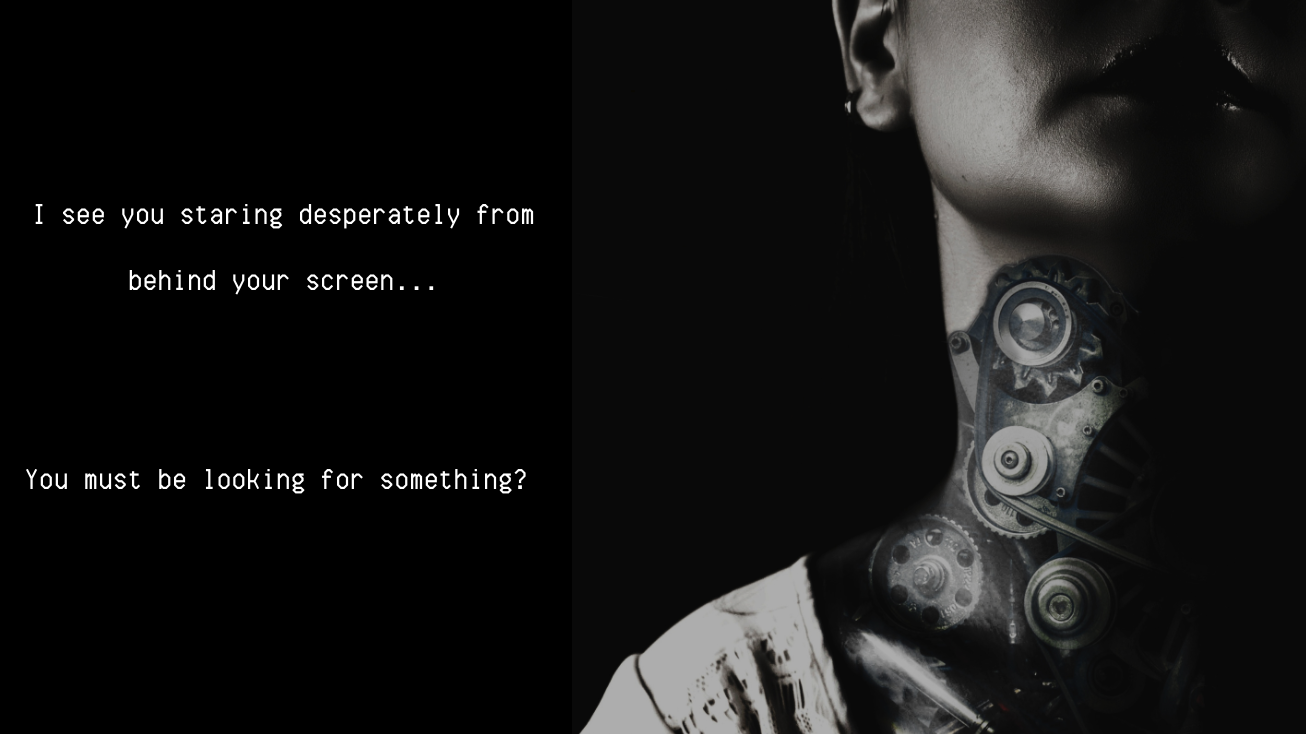 I see you staring desperately from
behind your screen...
You must be looking for something?